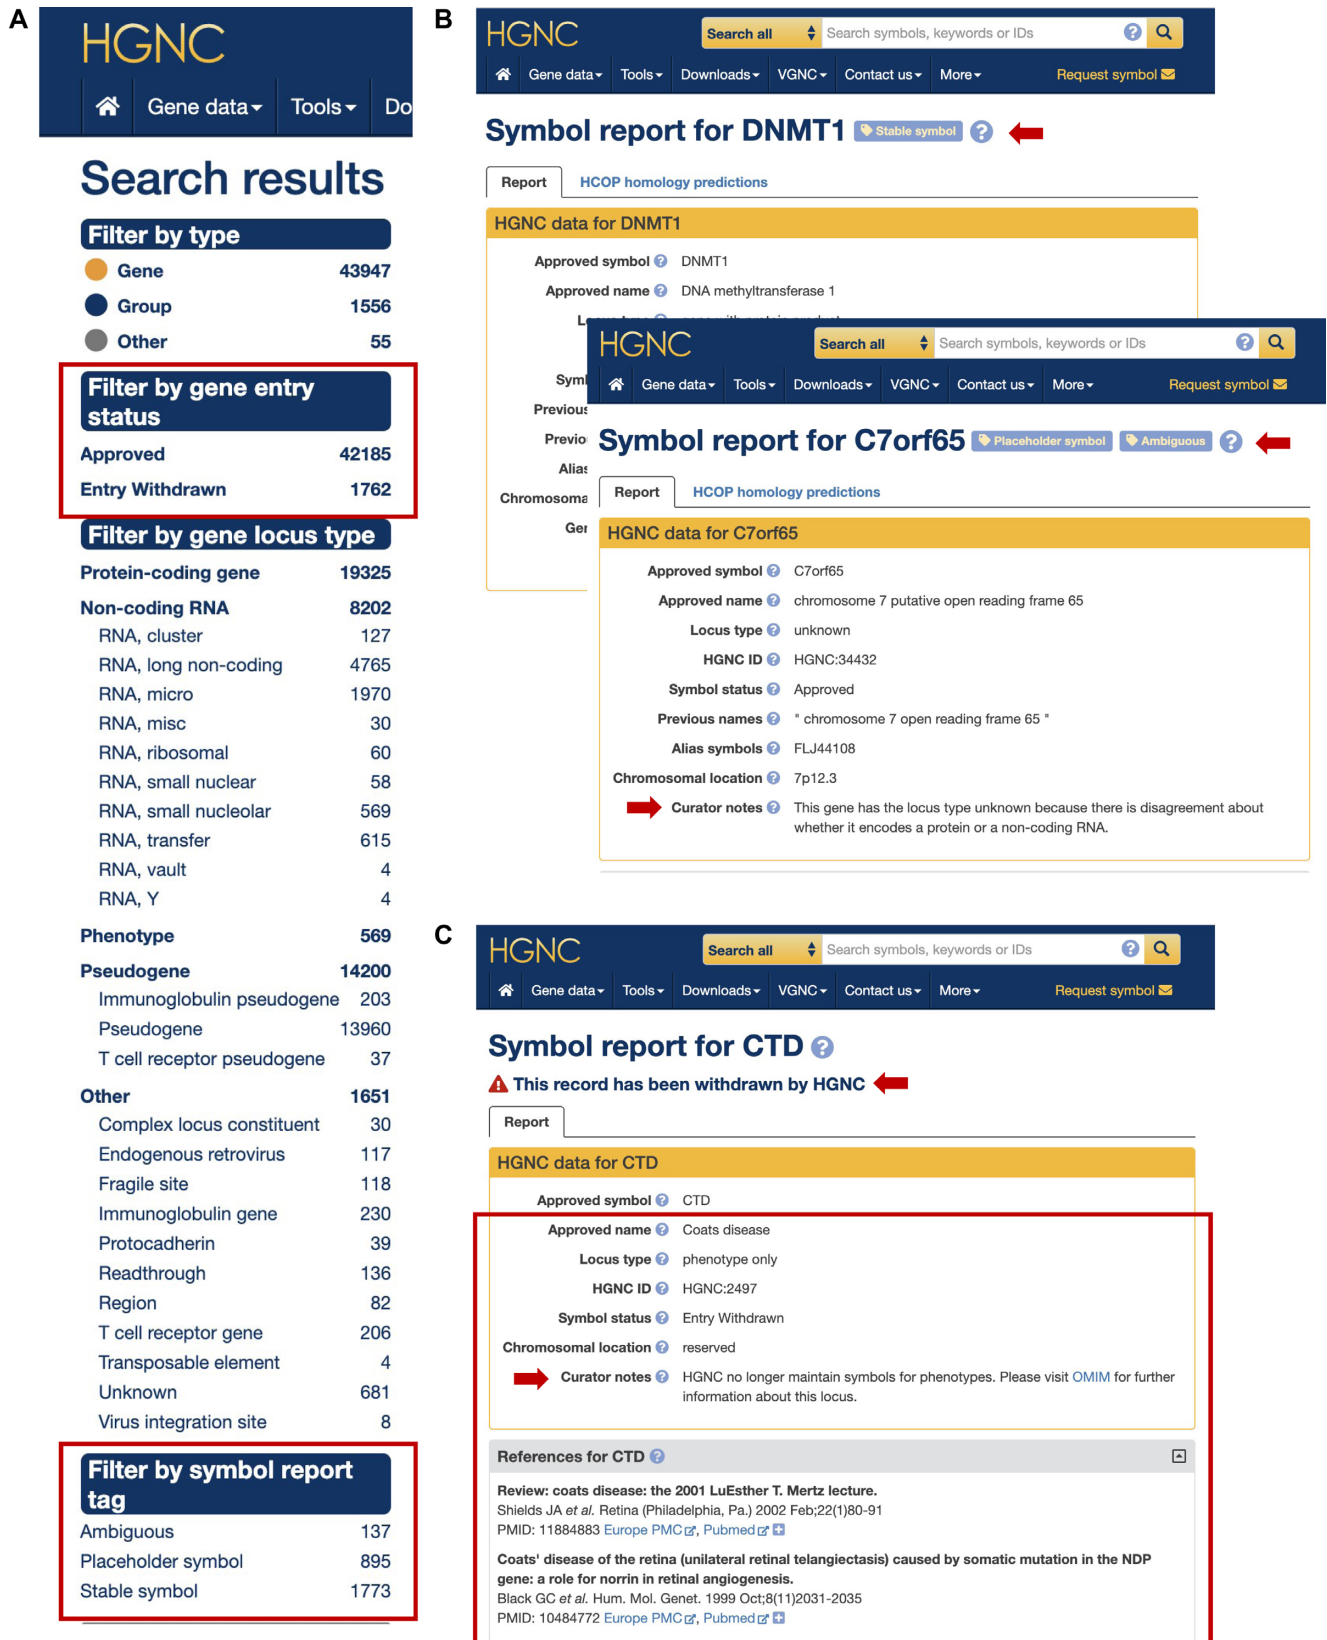 A
HGNC
Gene data
Tools
Do
Search results
Filter by type
Gene 43947
Group 1556
Other 55
Filter by gene entry
status
Approved 42185
Entry Withdrawn 1762
Filter by gene locus type
Protein-coding gene 19325
Non-coding RNA 8202
RNA, cluster 127
RNA, long non-coding 4765
RNA, micro 1970
RNA, misc 30
RNA, ribosomal 60
RNA, small nuclear 58
RNA, small nucleolar 569
RNA, transfer 615
RNA, vault 4
RNA, Y 4
Phenotype 569
Pseudogene 14200
Immunoglobulin pseudogene 203
Pseudogene 13960
T cell receptor pseudogene 37
Other 1651
Complex locus constituent 30
Endogenous retrovirus 117
Fragile site 118
Immunoglobulin gene 230
Protocadherin 39
Readthrough 136
Region 82
T cell receptor gene 206
Transposable element 4
Unknown 681
Virus integration site 8
Filter by symbol report
tag
Ambiguous 137
Placeholder symbol 895
Stable symbol 1773
B
HGNC Search all Search symbols, keywords or IDs ?
Gene data Tools Downloads VGNC Contact us More Request symbol
Symbol report for DNMT1 Stable symbol ?
Report HCOP homology predictions
HGNC data for DNMT1
Approved symbol ? DNMT1
Approved name ? DNA methyltransferase 1
Syml
Previous
Previo
Alias
Chromosoma
Ger
HGNC Search all Search symbols, keywords or IDs ?
Gene data Tools Downloads VGNC Contact us More Request symbol
Symbol report for C7orf65 Placeholder symbol Ambiguous ?
Report HCOP homology predictions
HGNC data for C7orf65
Approved symbol ? C7orf65
Approved name ? chromosome 7 putative open reading frame 65
Locus type ? unknown
HGNC ID ? HGNC:34432
Symbol status ? Approved
Previous names ? " chromosome 7 open reading frame 65 "
Alias symbols ? FLJ44108
Chromosomal location ? 7p12.3
Curator notes ? This gene has the locus type unknown because there is disagreement about
whether it encodes a protein or a non-coding RNA.
C
HGNC Search all Search symbols, keywords or IDs ?
Gene data Tools Downloads VGNC Contact us More Request symbol
Symbol report for CTD ?
This record has been withdrawn by HGNC
Report
HGNC data for CTD
Approved symbol ? CTD
Approved name ? Coats disease
Locus type ? phenotype only
HGNC ID ? HGNC:2497
Symbol status ? Entry Withdrawn
Chromosomal location ? reserved
Curator notes ? HGNC no longer maintain symbols for phenotypes. Please visit OMIM for further
information about this locus.
References for CTD ?
Review: coats disease: the 2001 LuEsther T. Mertz lecture.
Shields JA et al. Retina (Philadelphia, Pa.) 2002 Feb;22(1)80-91
PMID: 11884883 Europe PMC, Pubmed
Coats' disease of the retina (unilateral retinal telangiectasis) caused by somatic mutation in the NDP
gene: a role for norrin in retinal angiogenesis.
Black GC et al. Hum. Mol. Genet. 1999 Oct;8(11)2031-2035
PMID: 10484772 Europe PMC, Pubmed